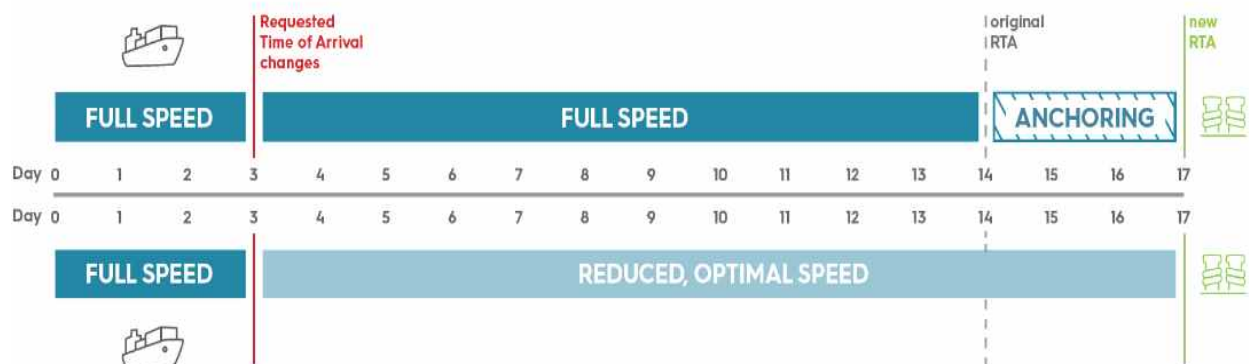 Requested
Time of Arrival
changes
original
RTA
new
RTA
FULL SPEED
FULL SPEED
ANCHORING
Day 0 1 2 3 4 5 6 7 8 9 10 11 12 13 14 15 16 17
Day 0 1 2 3 4 5 6 7 8 9 10 11 12 13 14 15 16 17
FULL SPEED
REDUCED, OPTIMAL SPEED